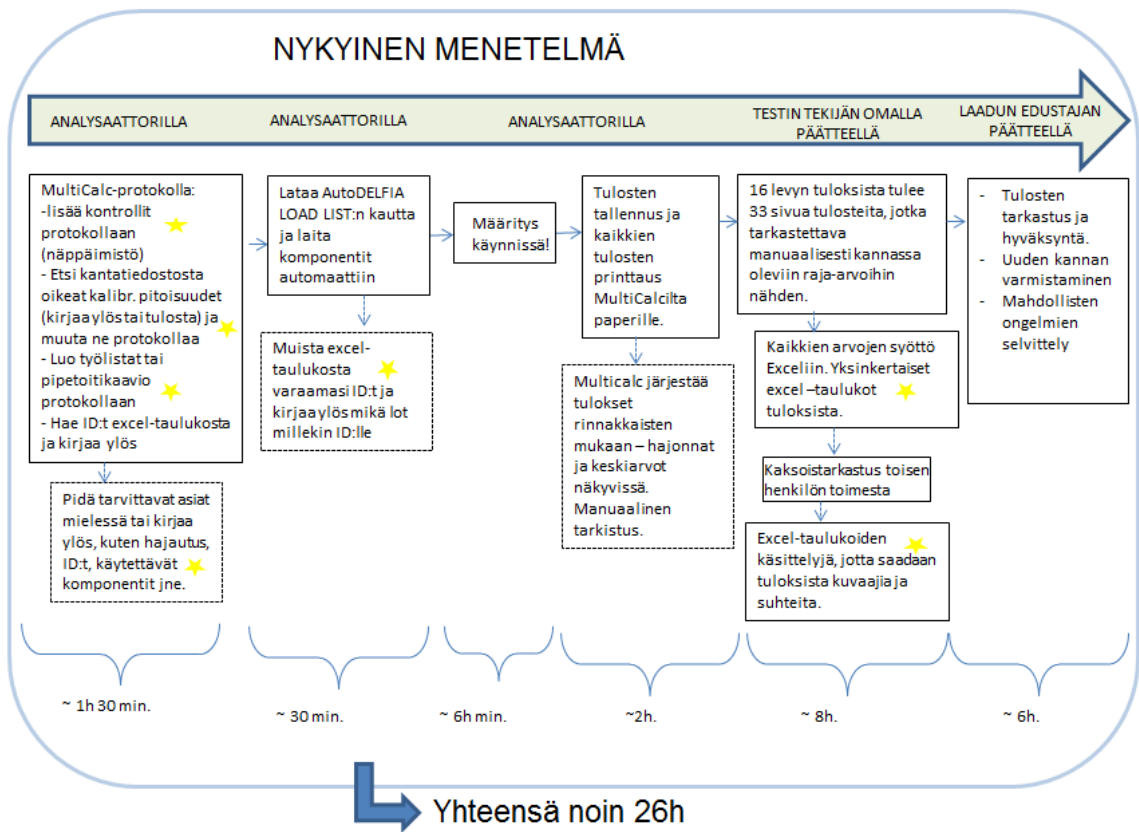 NYKYINEN MENETELMÄ
ANALYSAATTORILLA
ANALYSAATTORILLA
ANALYSAATTORILLA
TESTIN TEKIJÄN OMALLA
PÄÄTTEELLÄ
LAADUN EDUSTAJAN
PÄÄTTEELLÄ
MultiCalc-protokolla:
-lisää kontrollit
protokollaan
(näppäimistö)
- Etsi kantatiedostosta
oikeat kalibr. pitoisuudet
(kirjaa ylös tai tulosta) ja
muuta ne protokollaa
- Luo työlistat tai
pipetoitikaavio
protokollaan
- Hae ID:t excel-taulukosta
ja kirjaa ylös
Pidä tarvittavat asiat
mielessä tai kirjaa
ylös, kuten hajautus,
ID:t, käytettävät
komponentit jne.
Lataa AutoDELFIA
LOAD LIST:n kautta
ja laita
komponentit
automaattiin
Muista excel-
taulukosta
varaamasi ID:t ja
kirjaa ylös mikä lot
millekin ID:lle
Määritys
käynnissä!
Tulosten
tallennus ja
kaikkien
tulosten
printtaus
MultiCalcilta
paperille.
Multicalc järjestää
tulokset
rinnakkaisten
mukaan – hajonnat
ja keskiarvot
näkyvissä.
Manuaalinen
tarkistus.
16 levyn tuloksista tulee
33 sivua tulosteita, jotka
tarkastettava
manuaalisesti kannassa
oleviin raja-arvoihin
nähden.
Kaikkien arvojen syöttö
Exceliin. Yksinkertaiset
excel –taulukot
tuloksista.
Kaksoistarkastus toisen
henkilön toimesta
Excel-taulukoiden
käsittelyjä, jotta saadaan
tuloksista kuvaajia ja
suhteita.
- Tulosten
tarkastus ja
hyväksyntä.
- Uuden kannan
varmistaminen
- Mahdollisten
ongelmien
selvittely
~ 1h 30 min.
~ 30 min.
~ 6h min.
~2h.
~ 8h.
~ 6h.
Yhteensä noin 26h